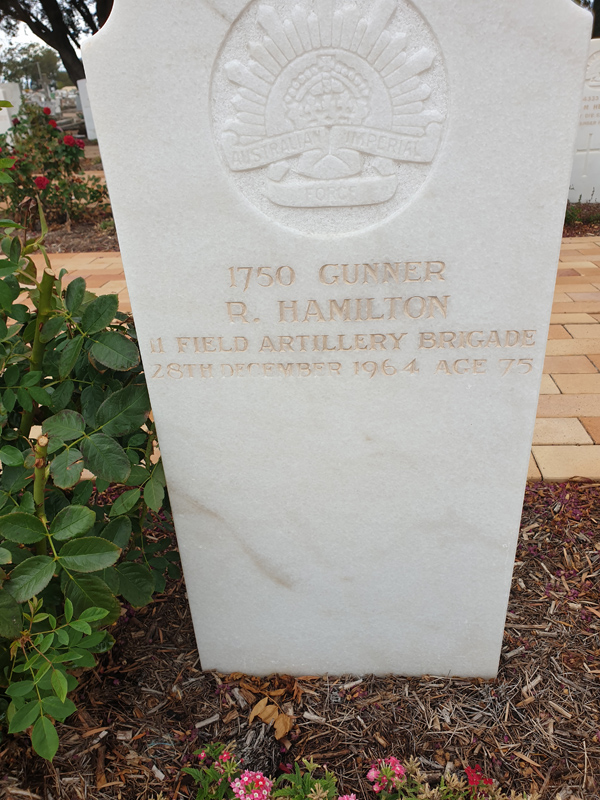 AUSTRALIAN IMPERIAL
FORCE
1750 GUNNER
R. HAMILTON
11 FIELD ARTILLERY BRIGADE
28TH DECEMBER 1964 AGE 75